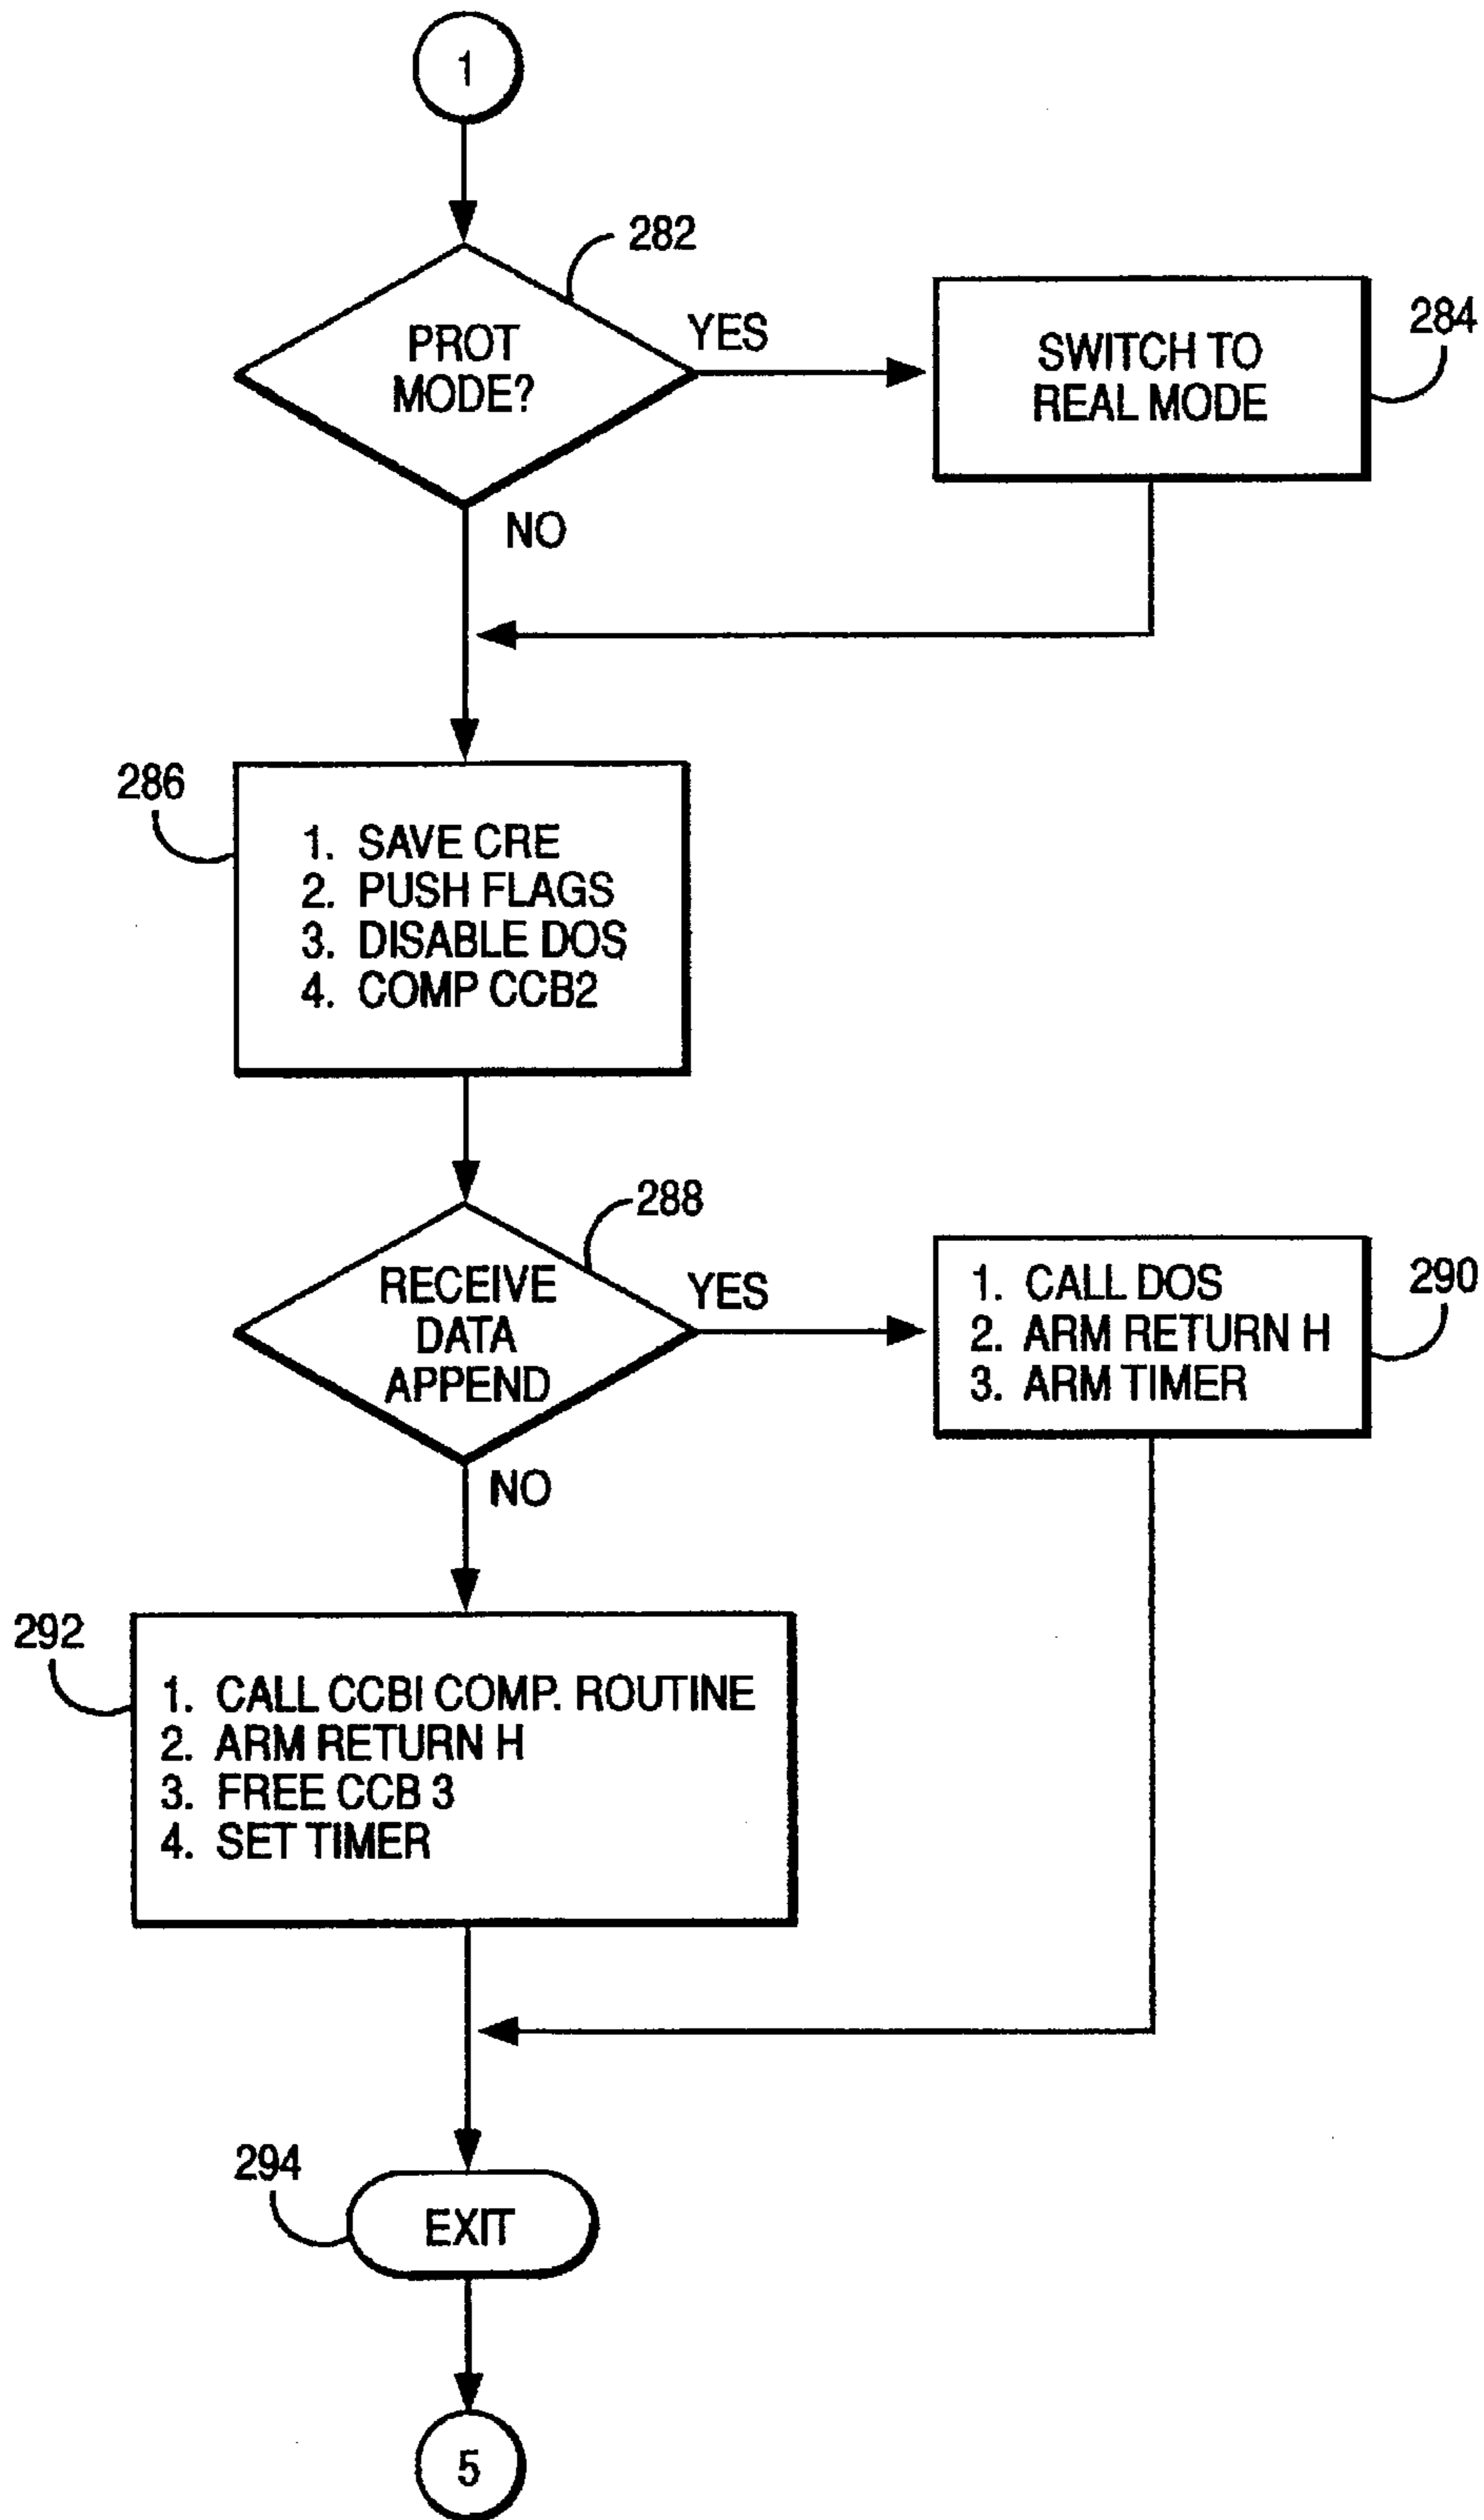 1
282
PROT
MODE?
YES
SWITCH TO
REAL MODE
284
NO
286
1. SAVE CRE
2. PUSH FLAGS
3. DISABLE DOS
4. COMP CCB2
288
RECEIVE
DATA
APPEND
YES
1. CALL DOS
2. ARM RETURN H
3. ARM TIMER
290
NO
292
1. CALL CCBI COMP. ROUTINE
2. ARM RETURN H
3. FREE CCB 3
4. SET TIMER
294
EXIT
5